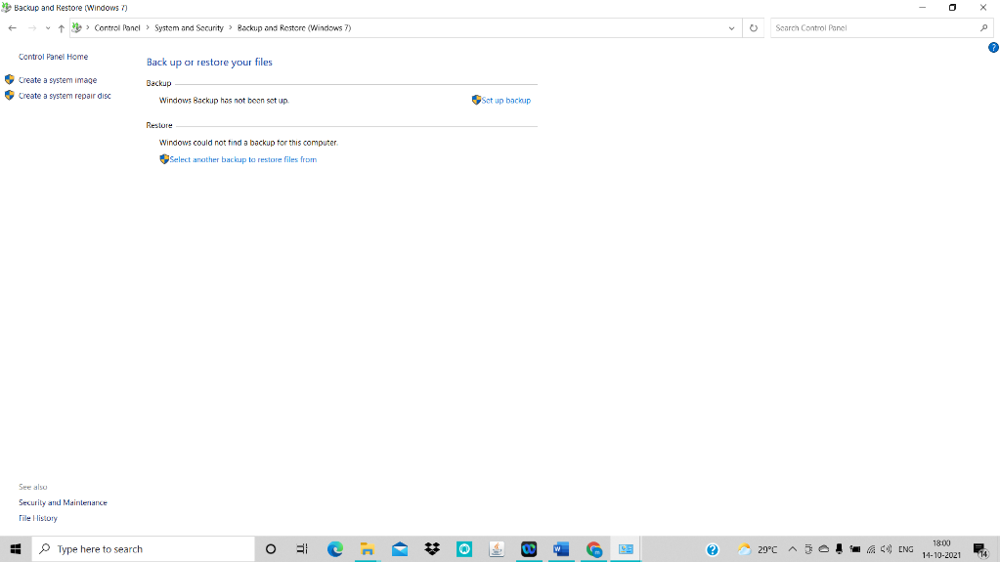 Backup and Restore (Windows 7)
Control Panel > System and Security > Backup and Restore (Windows 7)
Search Control Panel
Control Panel Home
Create a system image
Create a system repair disc
Back up or restore your files
Backup
Windows Backup has not been set up.
Set up backup
Restore
Windows could not find a backup for this computer.
Select another backup to restore files from
See also
Security and Maintenance
File History
Type here to search
29°C
ENG
18:00
14-10-2021
14